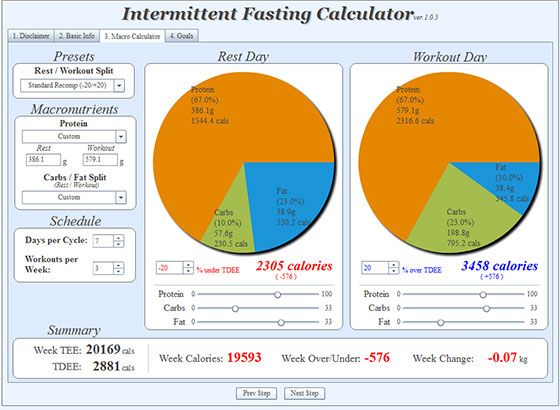 Intermittent Fasting Calculator ver 1.0.5
1. Disclaimer 2. Basic Info 3. Macro Calculator 4. Goals
Presets
Rest / Workout Split
Standard Recomp (-20/+20)
Macronutrients
Protein
Custom
Rest Workout
386.1 g 579.1 g
Carbs / Fat Split
(Rest / Workout)
Custom
Schedule
Days per Cycle: 7
Workouts per
Week: 3
Rest Day
Protein
(67.0%)
386.1g
1544.4 cals
Fat
(23.0%)
58.9g
530.2 cals
Carbs
(10.0%)
57.6g
230.5 cals
-20 % under TDEE 2305 calories
( -576 )
Protein 0 100
Carbs 0 33
Fat 0 33
Workout Day
Protein
(67.0%)
579.1g
2316.6 cals
Fat
(10.0%)
38.4g
345.8 cals
Carbs
(23.0%)
198.8g
795.2 cals
20 % over TDEE 3458 calories
( +576 )
Protein 0 100
Carbs 0 33
Fat 0 33
Summary
Week TEE: 20169 cals
TDEE: 2881 cals
Week Calories: 19593 Week Over/Under: -576 Week Change: -0.07 kg
Prev Step Next Step